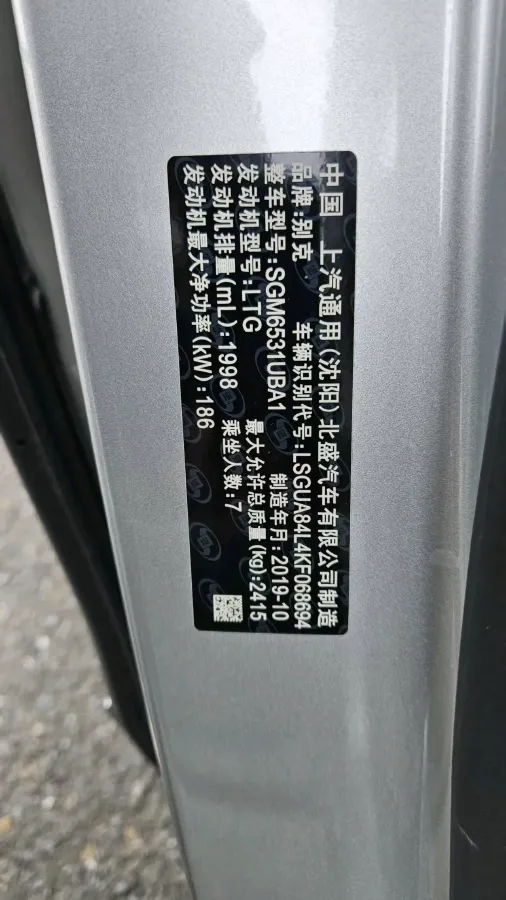 中国 上汽通用(沈阳)北盛汽车有限公司制造
品牌:别克 车辆识别代号:LSGUA84L4KF068694
整车型号:SGM6531UBA1 制造年月:2019-10
发动机型号:LTG 最大允许总质量(kg):2415
发动机排量(mL):1998 乘坐人数:7
发动机最大净功率(kW):186